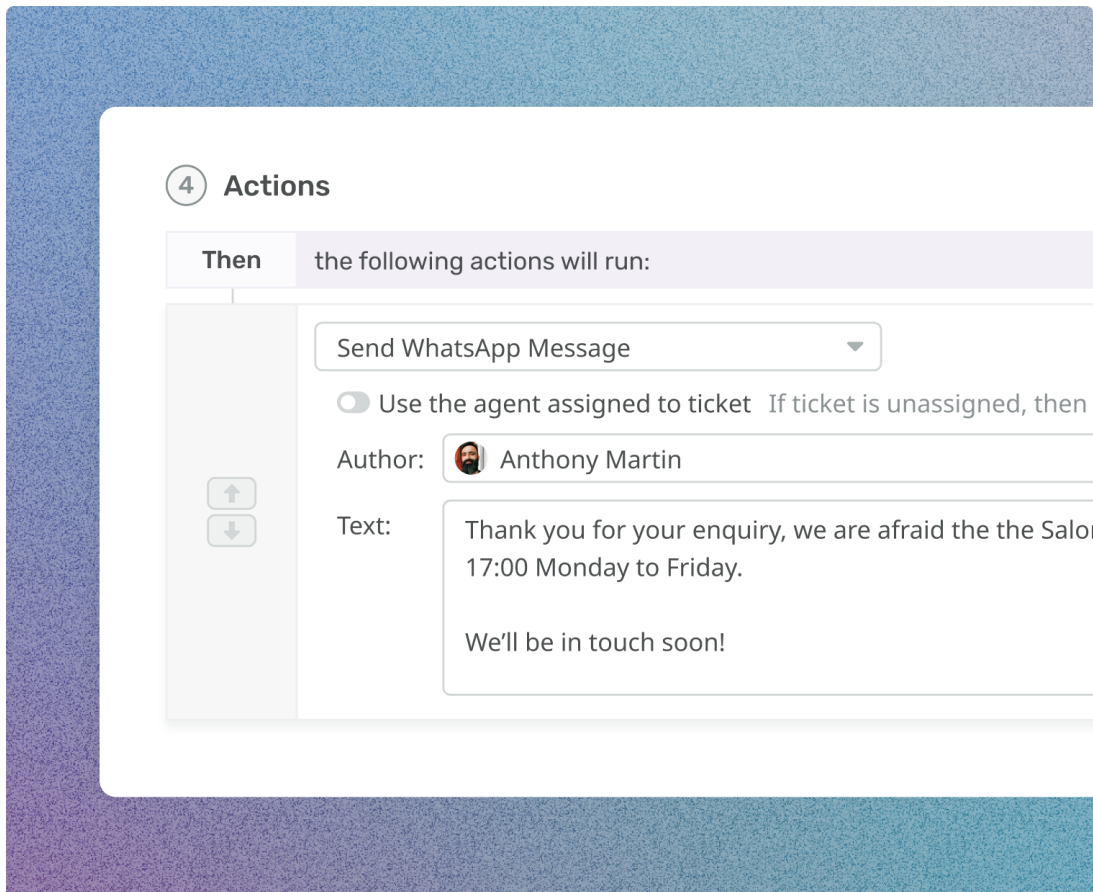 4 Actions
Then the following actions will run:
Send WhatsApp Message
Use the agent assigned to ticket If ticket is unassigned, then
Author: Anthony Martin
Text: Thank you for your enquiry, we are afraid the the
17:00 Monday to Friday.
We’ll be in touch soon!